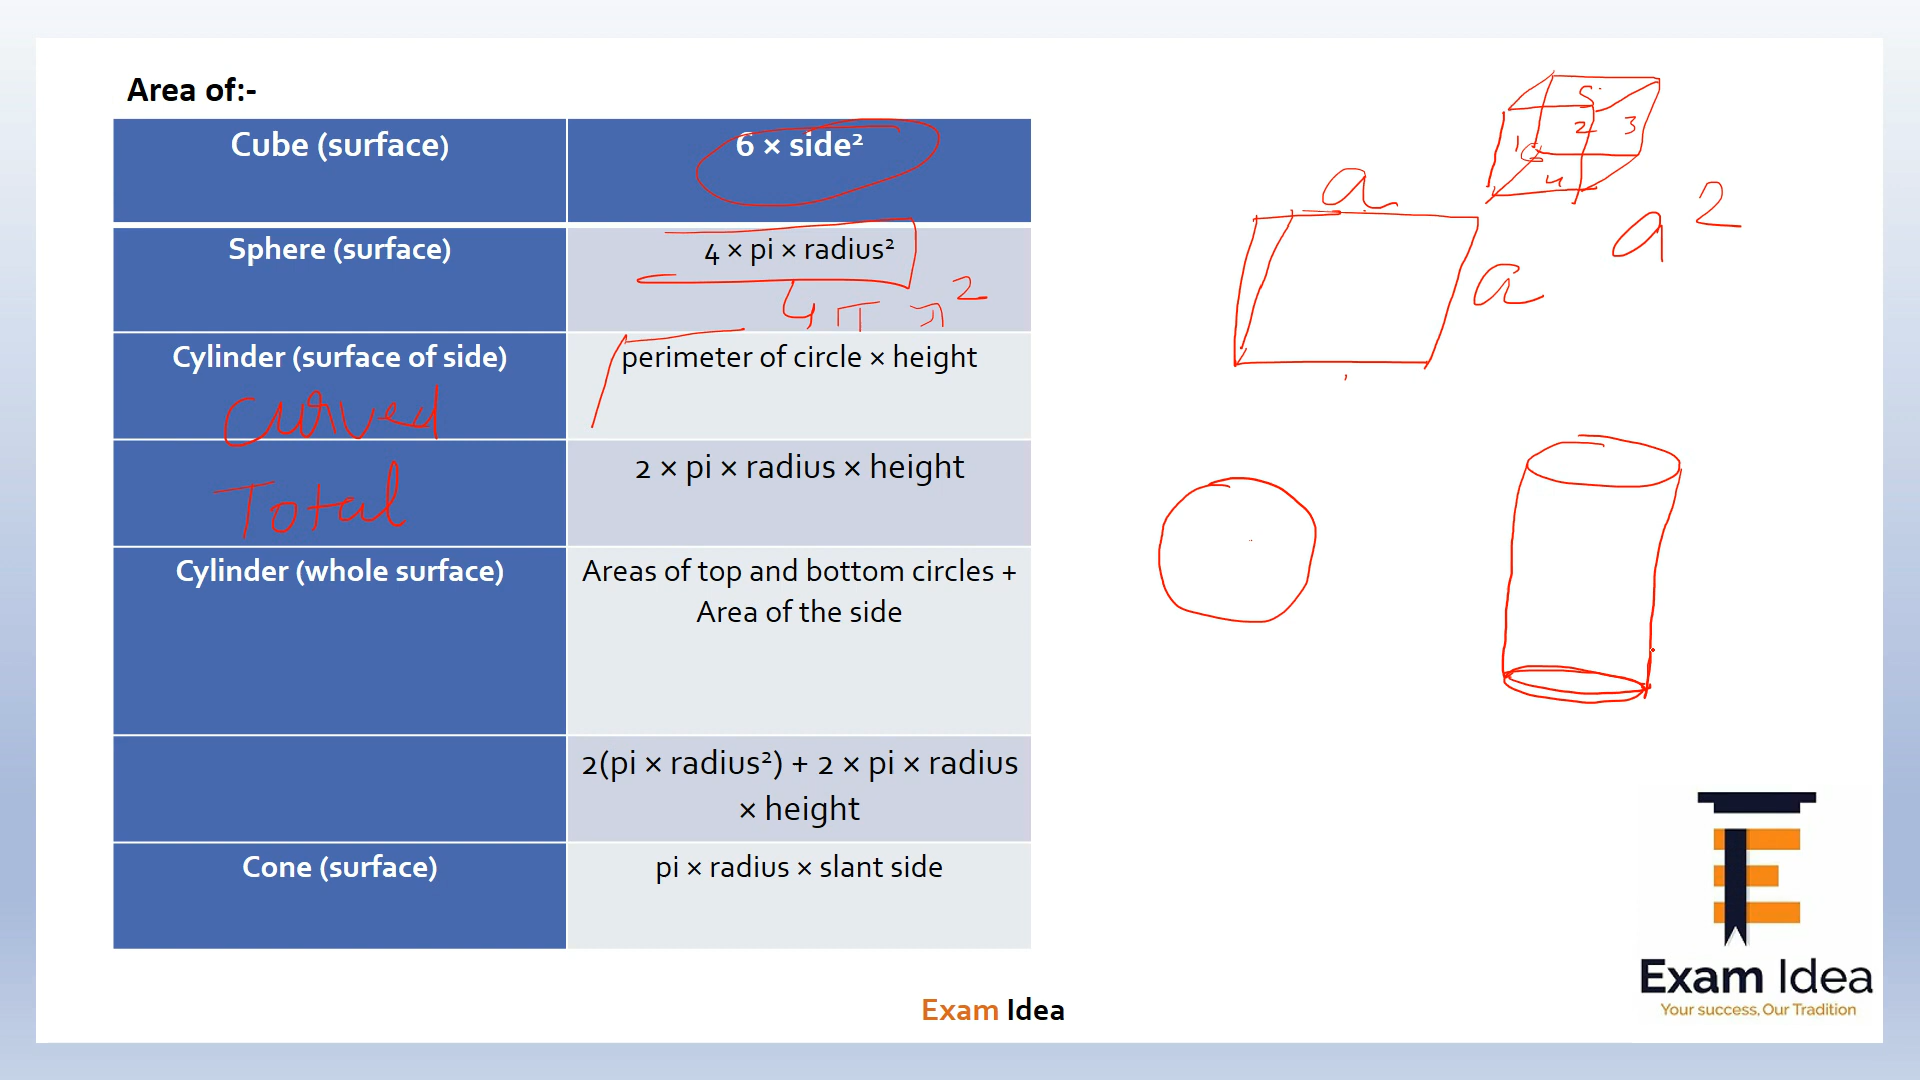 Area of:-
Cube (surface)
6 × side²
Sphere (surface)
4 × pi × radius²
4 π r²
Cylinder (surface of side)
perimeter of circle × height
Curved
2 × pi × radius × height
Total
Cylinder (whole surface)
Areas of top and bottom circles +
Area of the side
2(pi × radius²) + 2 × pi × radius
× height
Cone (surface)
pi × radius × slant side
5
1 2 3
6
4
a
a
a²
Exam Idea
Your success, Our Tradition
Exam Idea